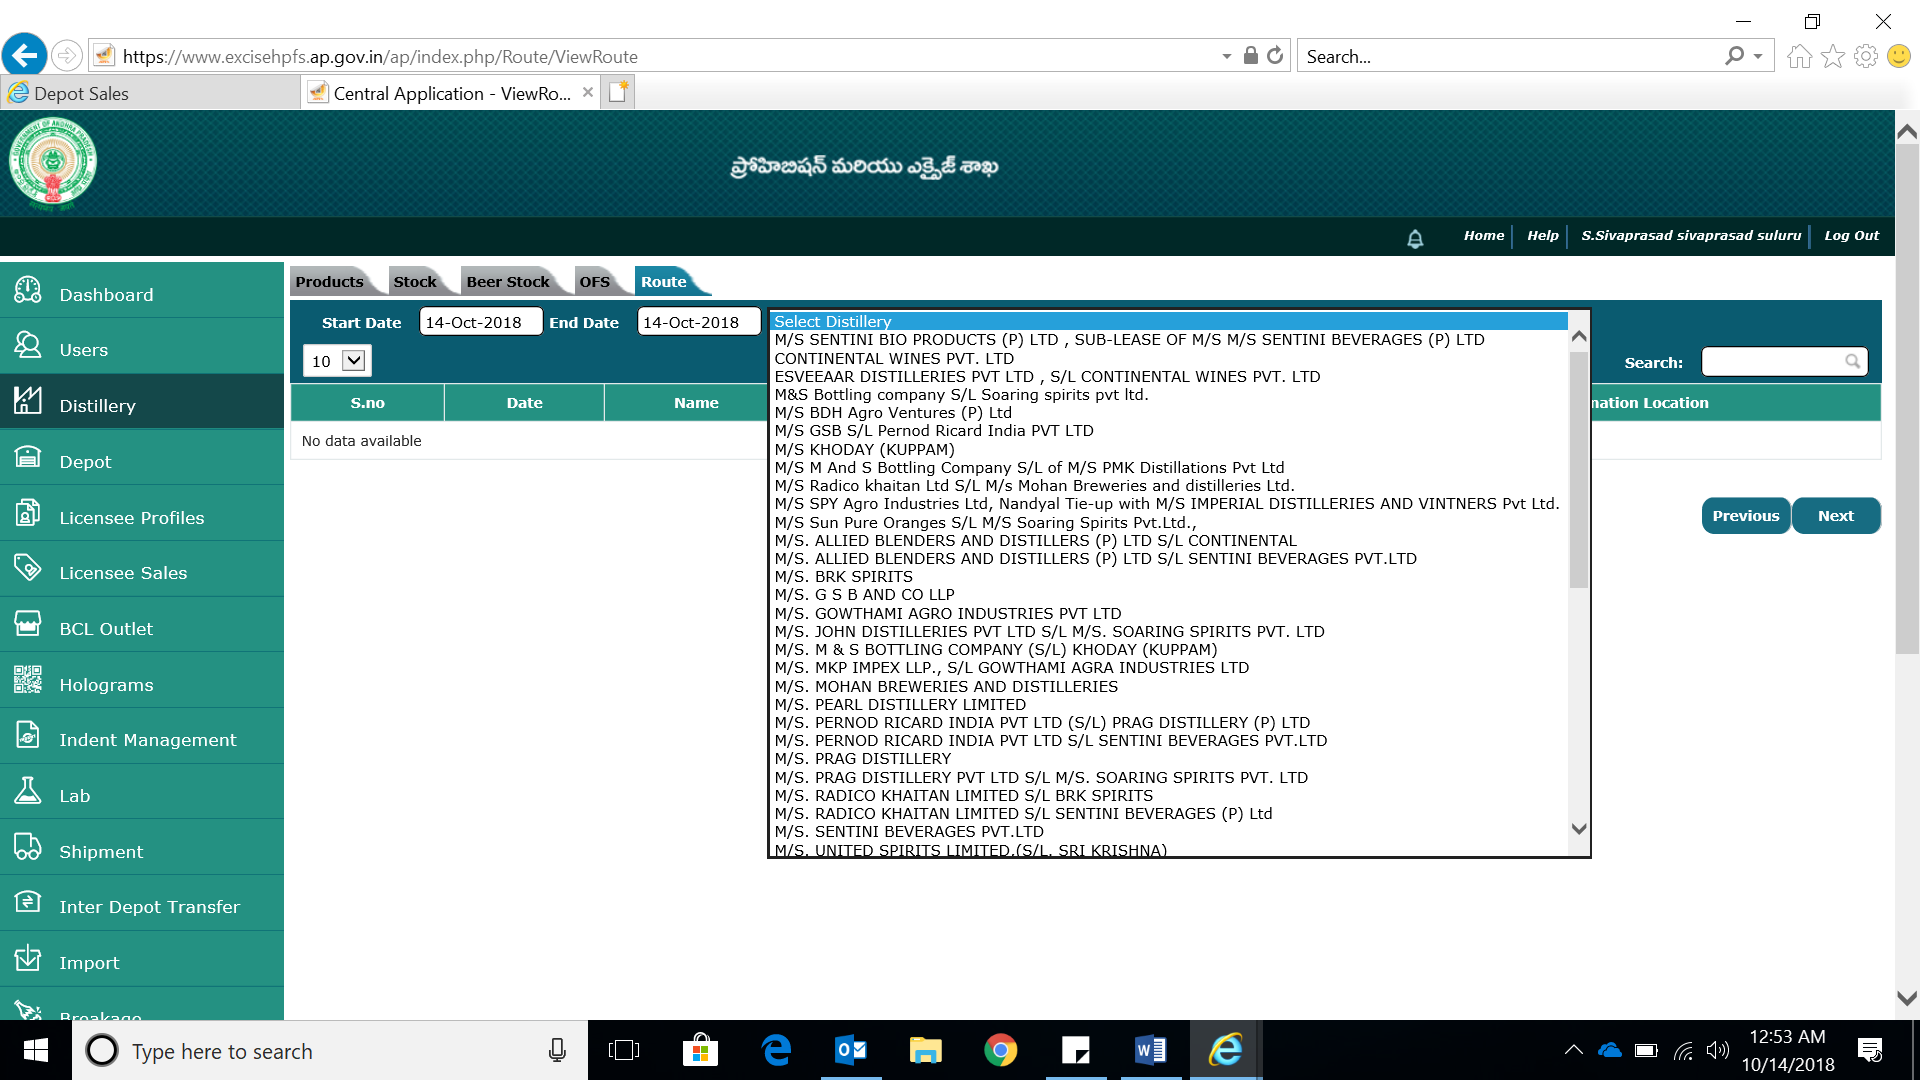 https://www.excisehpfs.ap.gov.in/ap/index.php/Route/ViewRoute
Search...
Depot Sales
Central Application - ViewRo...
ప్రోహిబిషన్ మరియు ఎక్సైజ్ శాఖ
Home
Help
S.Sivaprasad sivaprasad suluru
Log Out
Dashboard
Users
Distillery
Depot
Licensee Profiles
Licensee Sales
BCL Outlet
Holograms
Indent Management
Lab
Shipment
Inter Depot Transfer
Import
Breakage
Products
Stock
Beer Stock
OFS
Route
Start Date
14-Oct-2018
End Date
14-Oct-2018
10
Search:
S.no
Date
Name
nation Location
No data available
Select Distillery
M/S SENTINI BIO PRODUCTS (P) LTD , SUB-LEASE OF M/S M/S SENTINI BEVERAGES (P) LTD
CONTINENTAL WINES PVT. LTD
ESVEEAAR DISTILLERIES PVT LTD , S/L CONTINENTAL WINES PVT. LTD
M&S Bottling company S/L Soaring spirits pvt ltd.
M/S BDH Agro Ventures (P) Ltd
M/S GSB S/L Pernod Ricard India PVT LTD
M/S KHODAY (KUPPAM)
M/S M And S Bottling Company S/L of M/S PMK Distillations Pvt Ltd
M/S Radico khaitan Ltd S/L M/s Mohan Breweries and distilleries Ltd.
M/S SPY Agro Industries Ltd, Nandyal Tie-up with M/S IMPERIAL DISTILLERIES AND VINTNERS Pvt Ltd.
M/S Sun Pure Oranges S/L M/S Soaring Spirits Pvt.Ltd.,
M/S. ALLIED BLENDERS AND DISTILLERS (P) LTD S/L CONTINENTAL
M/S. ALLIED BLENDERS AND DISTILLERS (P) LTD S/L SENTINI BEVERAGES PVT.LTD
M/S. BRK SPIRITS
M/S. G S B AND CO LLP
M/S. GOWTHAMI AGRO INDUSTRIES PVT LTD
M/S. JOHN DISTILLERIES PVT LTD S/L M/S. SOARING SPIRITS PVT. LTD
M/S. M & S BOTTLING COMPANY (S/L) KHODAY (KUPPAM)
M/S. MKP IMPEX LLP., S/L GOWTHAMI AGRA INDUSTRIES LTD
M/S. MOHAN BREWERIES AND DISTILLERIES
M/S. PEARL DISTILLERY LIMITED
M/S. PERNOD RICARD INDIA PVT LTD (S/L) PRAG DISTILLERY (P) LTD
M/S. PERNOD RICARD INDIA PVT LTD S/L SENTINI BEVERAGES PVT.LTD
M/S. PRAG DISTILLERY
M/S. PRAG DISTILLERY PVT LTD S/L M/S. SOARING SPIRITS PVT. LTD
M/S. RADICO KHAITAN LIMITED S/L BRK SPIRITS
M/S. RADICO KHAITAN LIMITED S/L SENTINI BEVERAGES (P) Ltd
M/S. SENTINI BEVERAGES PVT.LTD
M/S. UNITED SPIRITS LIMITED,(S/L. SRI KRISHNA)
Previous
Next
Type here to search
12:53 AM
10/14/2018